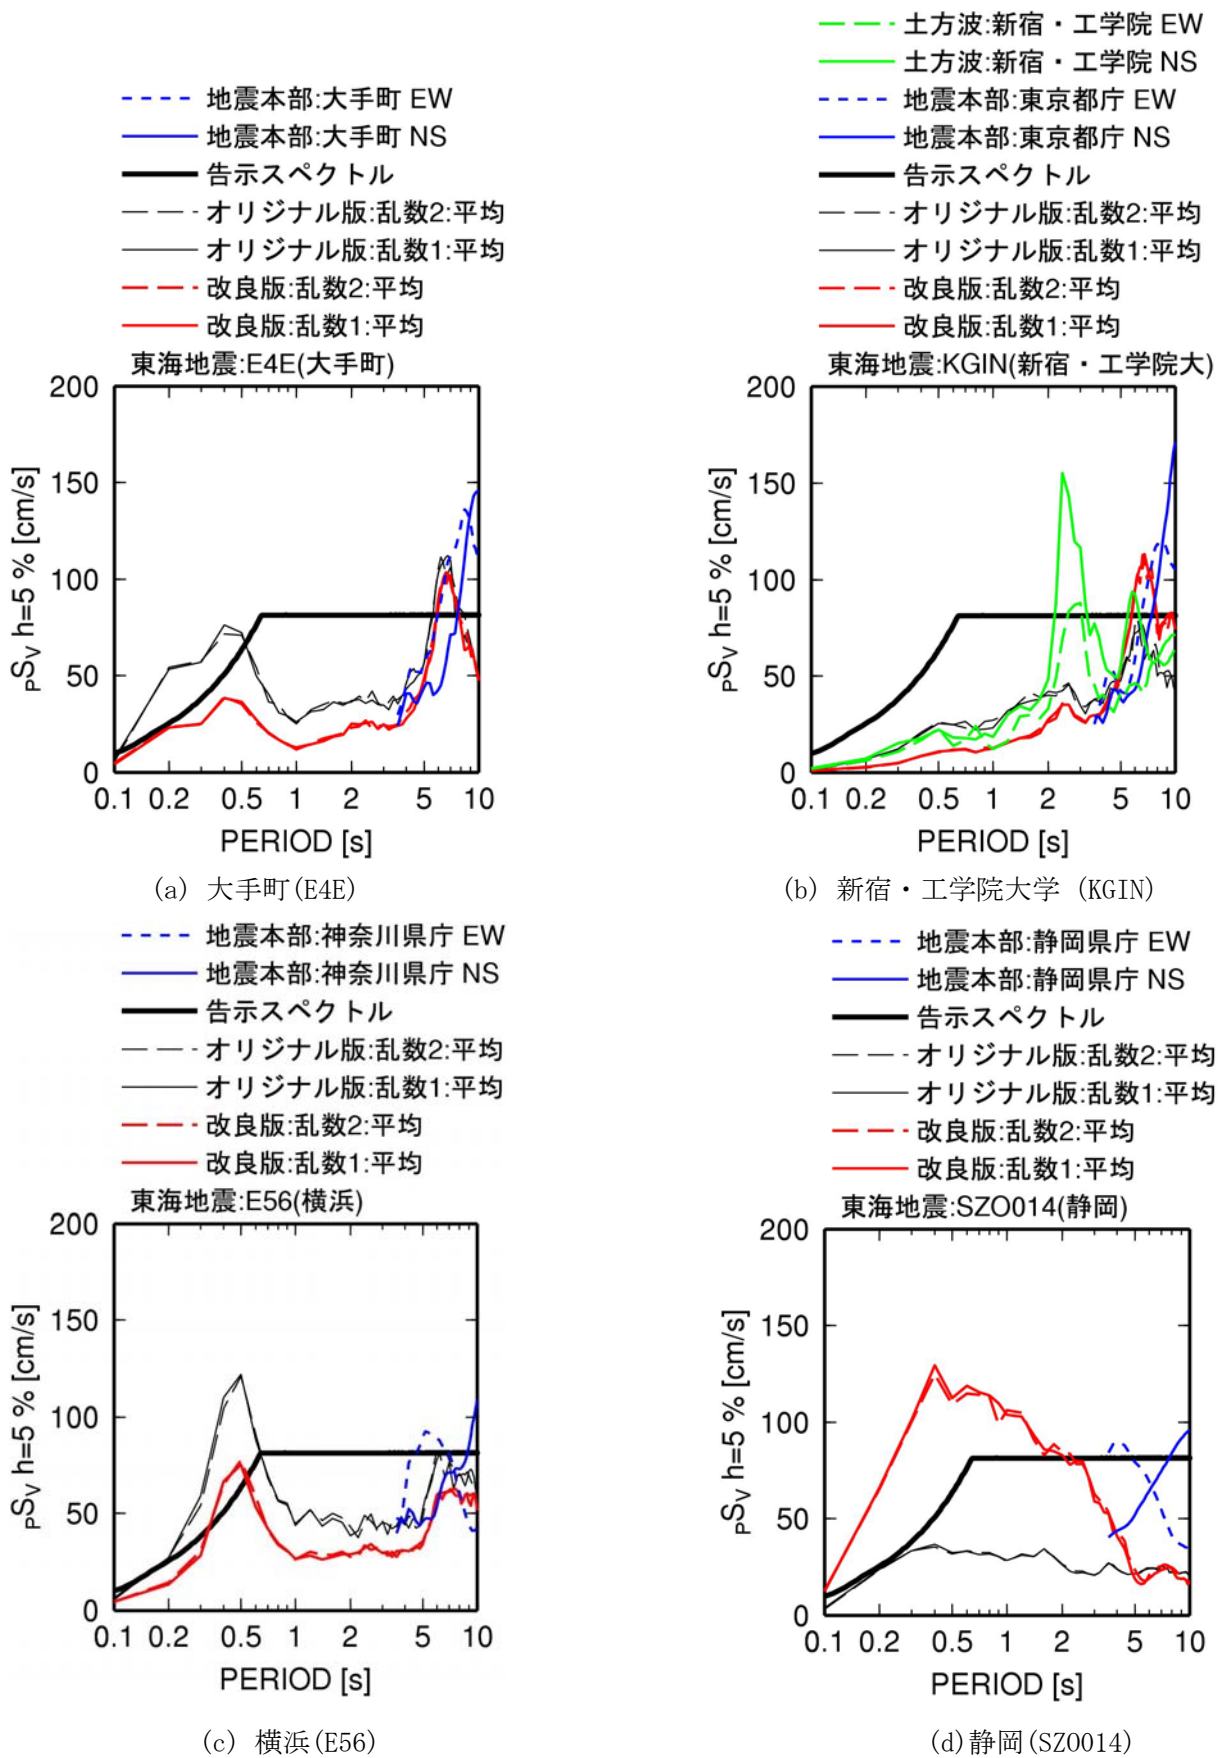 地震本部:大手町 EW
地震本部:大手町 NS
告示スペクトル
オリジナル版:乱数2:平均
オリジナル版:乱数1:平均
改良版:乱数2:平均
改良版:乱数1:平均
東海地震:E4E(大手町)
200
150
100
50
0
PSV h=5 % [cm/s]
0.1 0.2 0.5 1 2 5 10
PERIOD [s]
(a) 大手町(E4E)
土方波:新宿・工学院 EW
土方波:新宿・工学院 NS
地震本部:東京都庁 EW
地震本部:東京都庁 NS
告示スペクトル
オリジナル版:乱数2:平均
オリジナル版:乱数1:平均
改良版:乱数2:平均
改良版:乱数1:平均
東海地震:KGIN(新宿・工学院大)
200
150
100
50
0
PSV h=5 % [cm/s]
0.1 0.2 0.5 1 2 5 10
PERIOD [s]
(b) 新宿・工学院大学 (KGIN)
地震本部:神奈川県庁 EW
地震本部:神奈川県庁 NS
告示スペクトル
オリジナル版:乱数2:平均
オリジナル版:乱数1:平均
改良版:乱数2:平均
改良版:乱数1:平均
東海地震:E56(横浜)
200
150
100
50
0
PSV h=5 % [cm/s]
0.1 0.2 0.5 1 2 5 10
PERIOD [s]
(c) 横浜(E56)
地震本部:静岡県庁 EW
地震本部:静岡県庁 NS
告示スペクトル
オリジナル版:乱数2:平均
オリジナル版:乱数1:平均
改良版:乱数2:平均
改良版:乱数1:平均
東海地震:SZO014(静岡)
200
150
100
50
0
PSV h=5 % [cm/s]
0.1 0.2 0.5 1 2 5 10
PERIOD [s]
(d)静岡(SZO014)